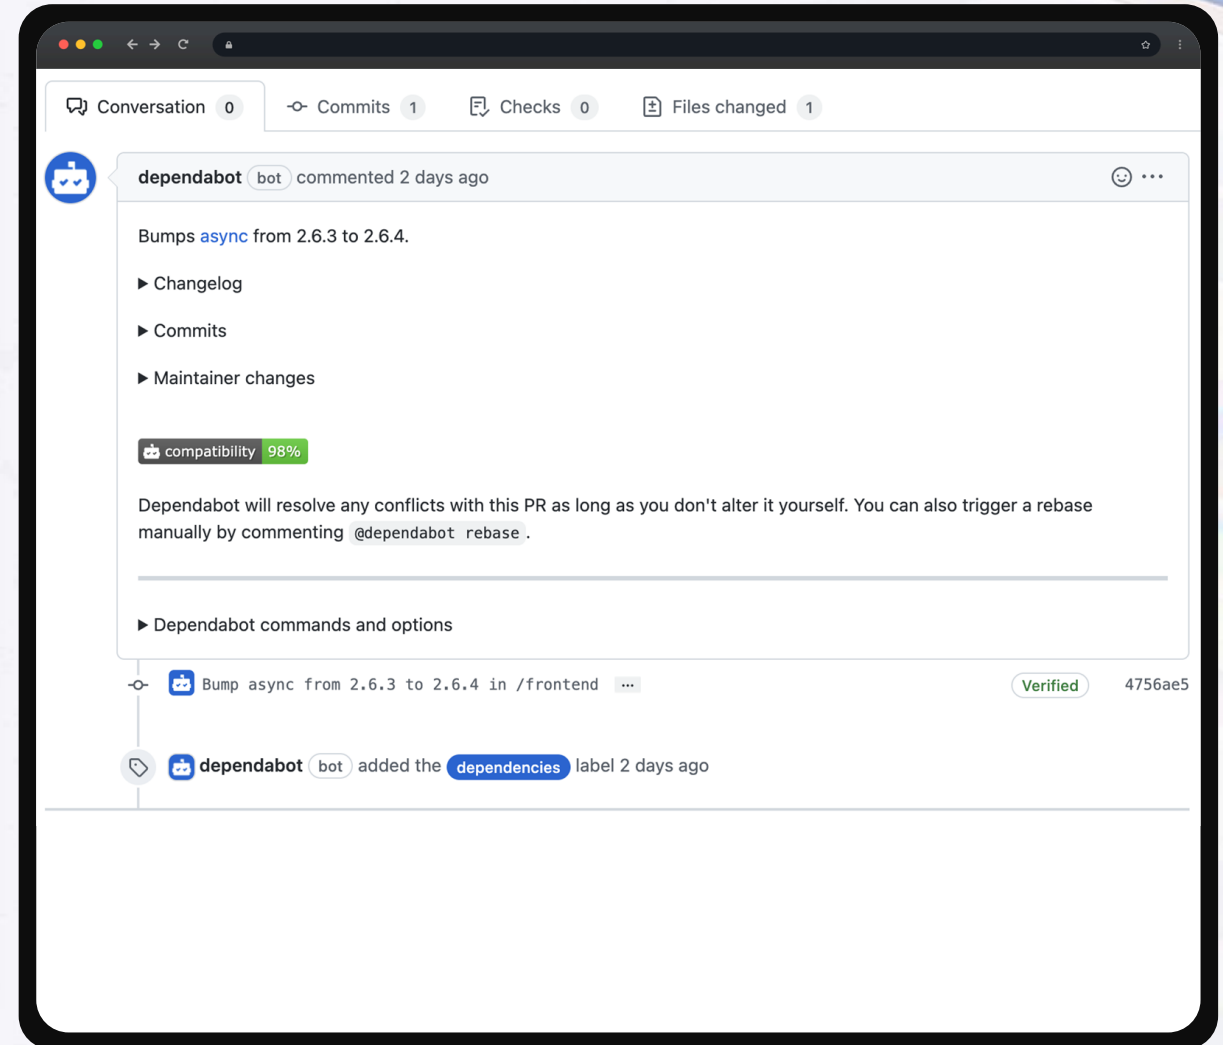 Conversation 0 Commits 1 Checks 0 Files changed 1
dependabot bot commented 2 days ago
Bumps async from 2.6.3 to 2.6.4.
Changelog
Commits
Maintainer changes
compatibility 98%
Dependabot will resolve any conflicts with this PR as long as you don't alter it yourself. You can also trigger a rebase
manually by commenting @dependabot rebase .
Dependabot commands and options
Bump async from 2.6.3 to 2.6.4 in /frontend ... Verified 4756ae5
dependabot bot added the dependencies label 2 days ago